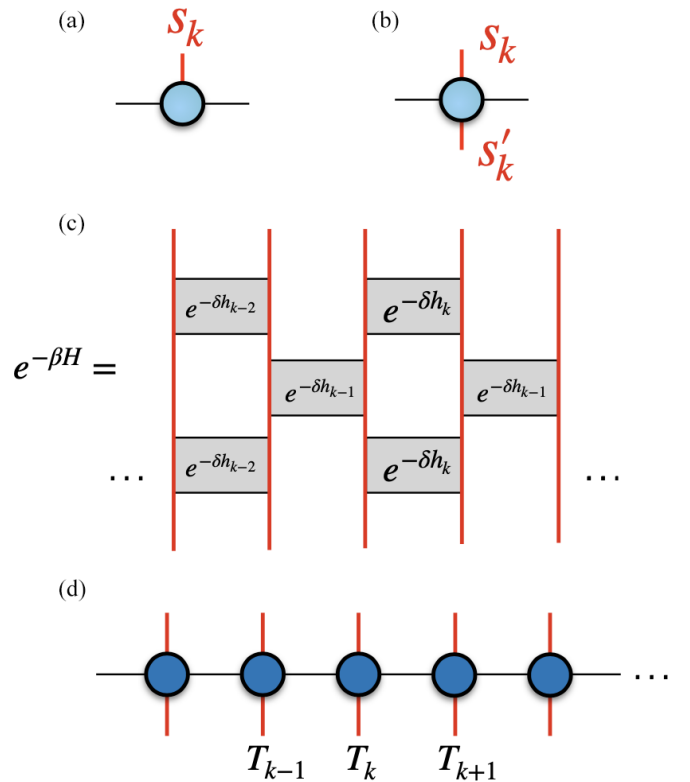 (a) (b)
s_k s_k
s'_k
(c)
e^{-δh_{k-2}} e^{-δh_k}
e^{-βH} = e^{-δh_{k-1}} e^{-δh_{k-1}}
... e^{-δh_{k-2}} e^{-δh_k} ...
(d)
...
T_{k-1} T_k T_{k+1}